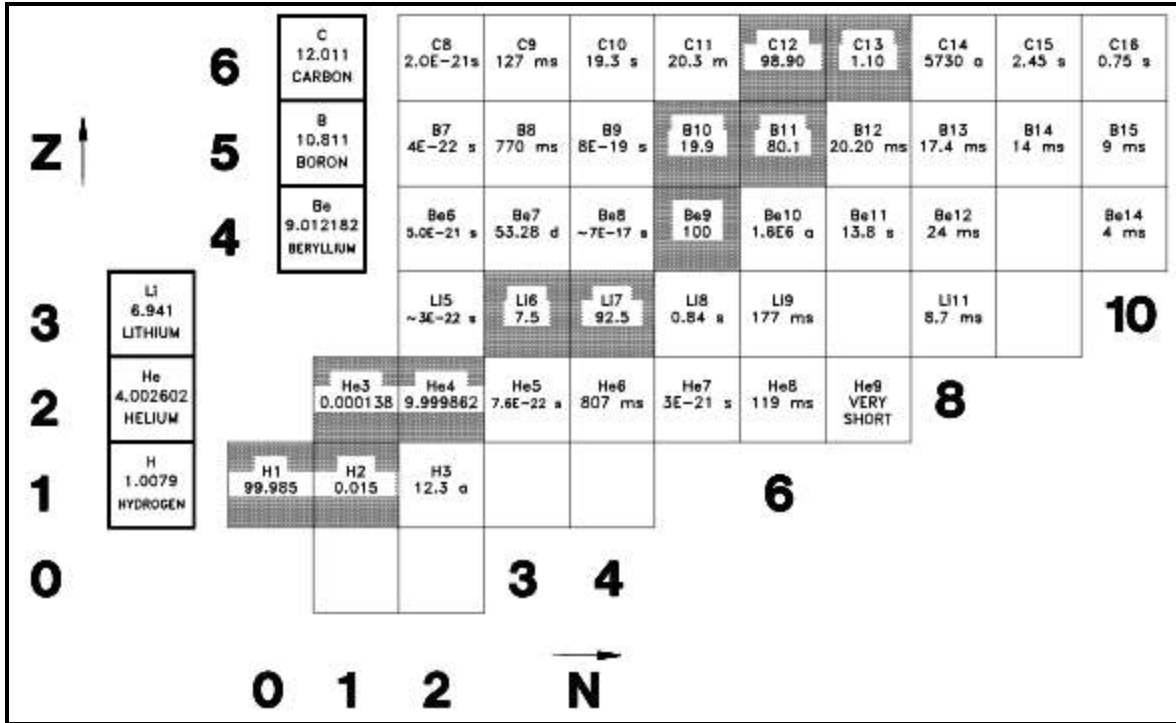 6
C
12.011
CARBON
C8
2.0E-21s
C9
127 ms
C10
19.3 s
C11
20.3 m
C12
98.90
C13
1.10
C14
5730 a
C15
2.45 s
C16
0.75 s
Z
5
B
10.811
BORON
B7
4E-22 s
B8
770 ms
B9
8E-19 s
B10
19.9
B11
80.1
B12
20.20 ms
B13
17.4 ms
B14
14 ms
B15
9 ms
4
Be
9.012182
BERYLLIUM
Be6
5.0E-21 s
Be7
53.28 d
Be8
~7E-17 s
Be9
100
Be10
1.6E6 a
Be11
13.8 s
Be12
24 ms
Be14
4 ms
3
Li
6.941
LITHIUM
Li5
~3E-22 s
Li6
7.5
Li7
92.5
Li8
0.84 s
Li9
177 ms
Li11
8.7 ms
10
2
He
4.002602
HELIUM
He3
0.000138
He4
9.999862
He5
7.6E-22 s
He6
807 ms
He7
3E-21 s
He8
119 ms
He9
VERY
SHORT
8
1
H
1.0079
HYDROGEN
H1
99.985
H2
0.015
H3
12.3 a
6
0
3
4
0
1
2
N